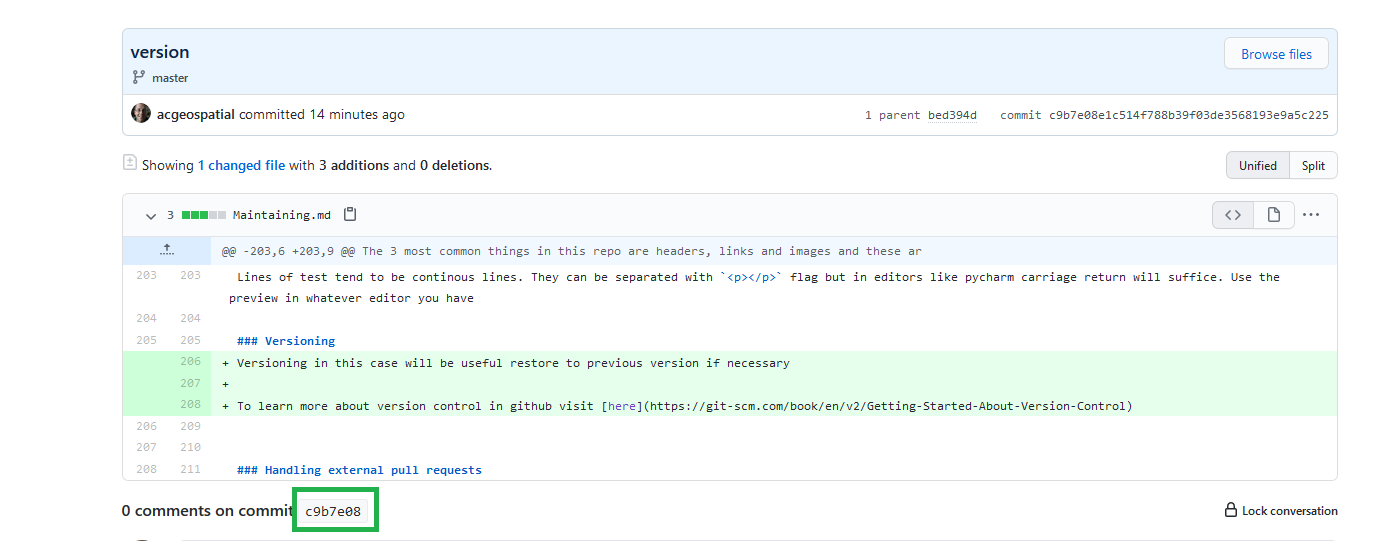 version
Browse files
master
acgeospatial committed 14 minutes ago
1 parent bed394d commit c9b7e08e1c514f788b39f03de3568193e9a5c225
Showing 1 changed file with 3 additions and 0 deletions.
Unified Split
3 Maintaining.md
@@ -203,6 +203,9 @@ The 3 most common things in this repo are headers, links and images and these ar
203 203 Lines of test tend to be continous lines. They can be separated with `<p></p>` flag but in editors like pycharm carriage return will suffice. Use the
preview in whatever editor you have
204 204
205 205 ### Versioning
206 + Versioning in this case will be useful restore to previous version if necessary
207 +
208 + To learn more about version control in github visit [here](https://git-scm.com/book/en/v2/Getting-Started-About-Version-Control)
206 209
207 210
208 211 ### Handling external pull requests
0 comments on commit c9b7e08
Lock conversation